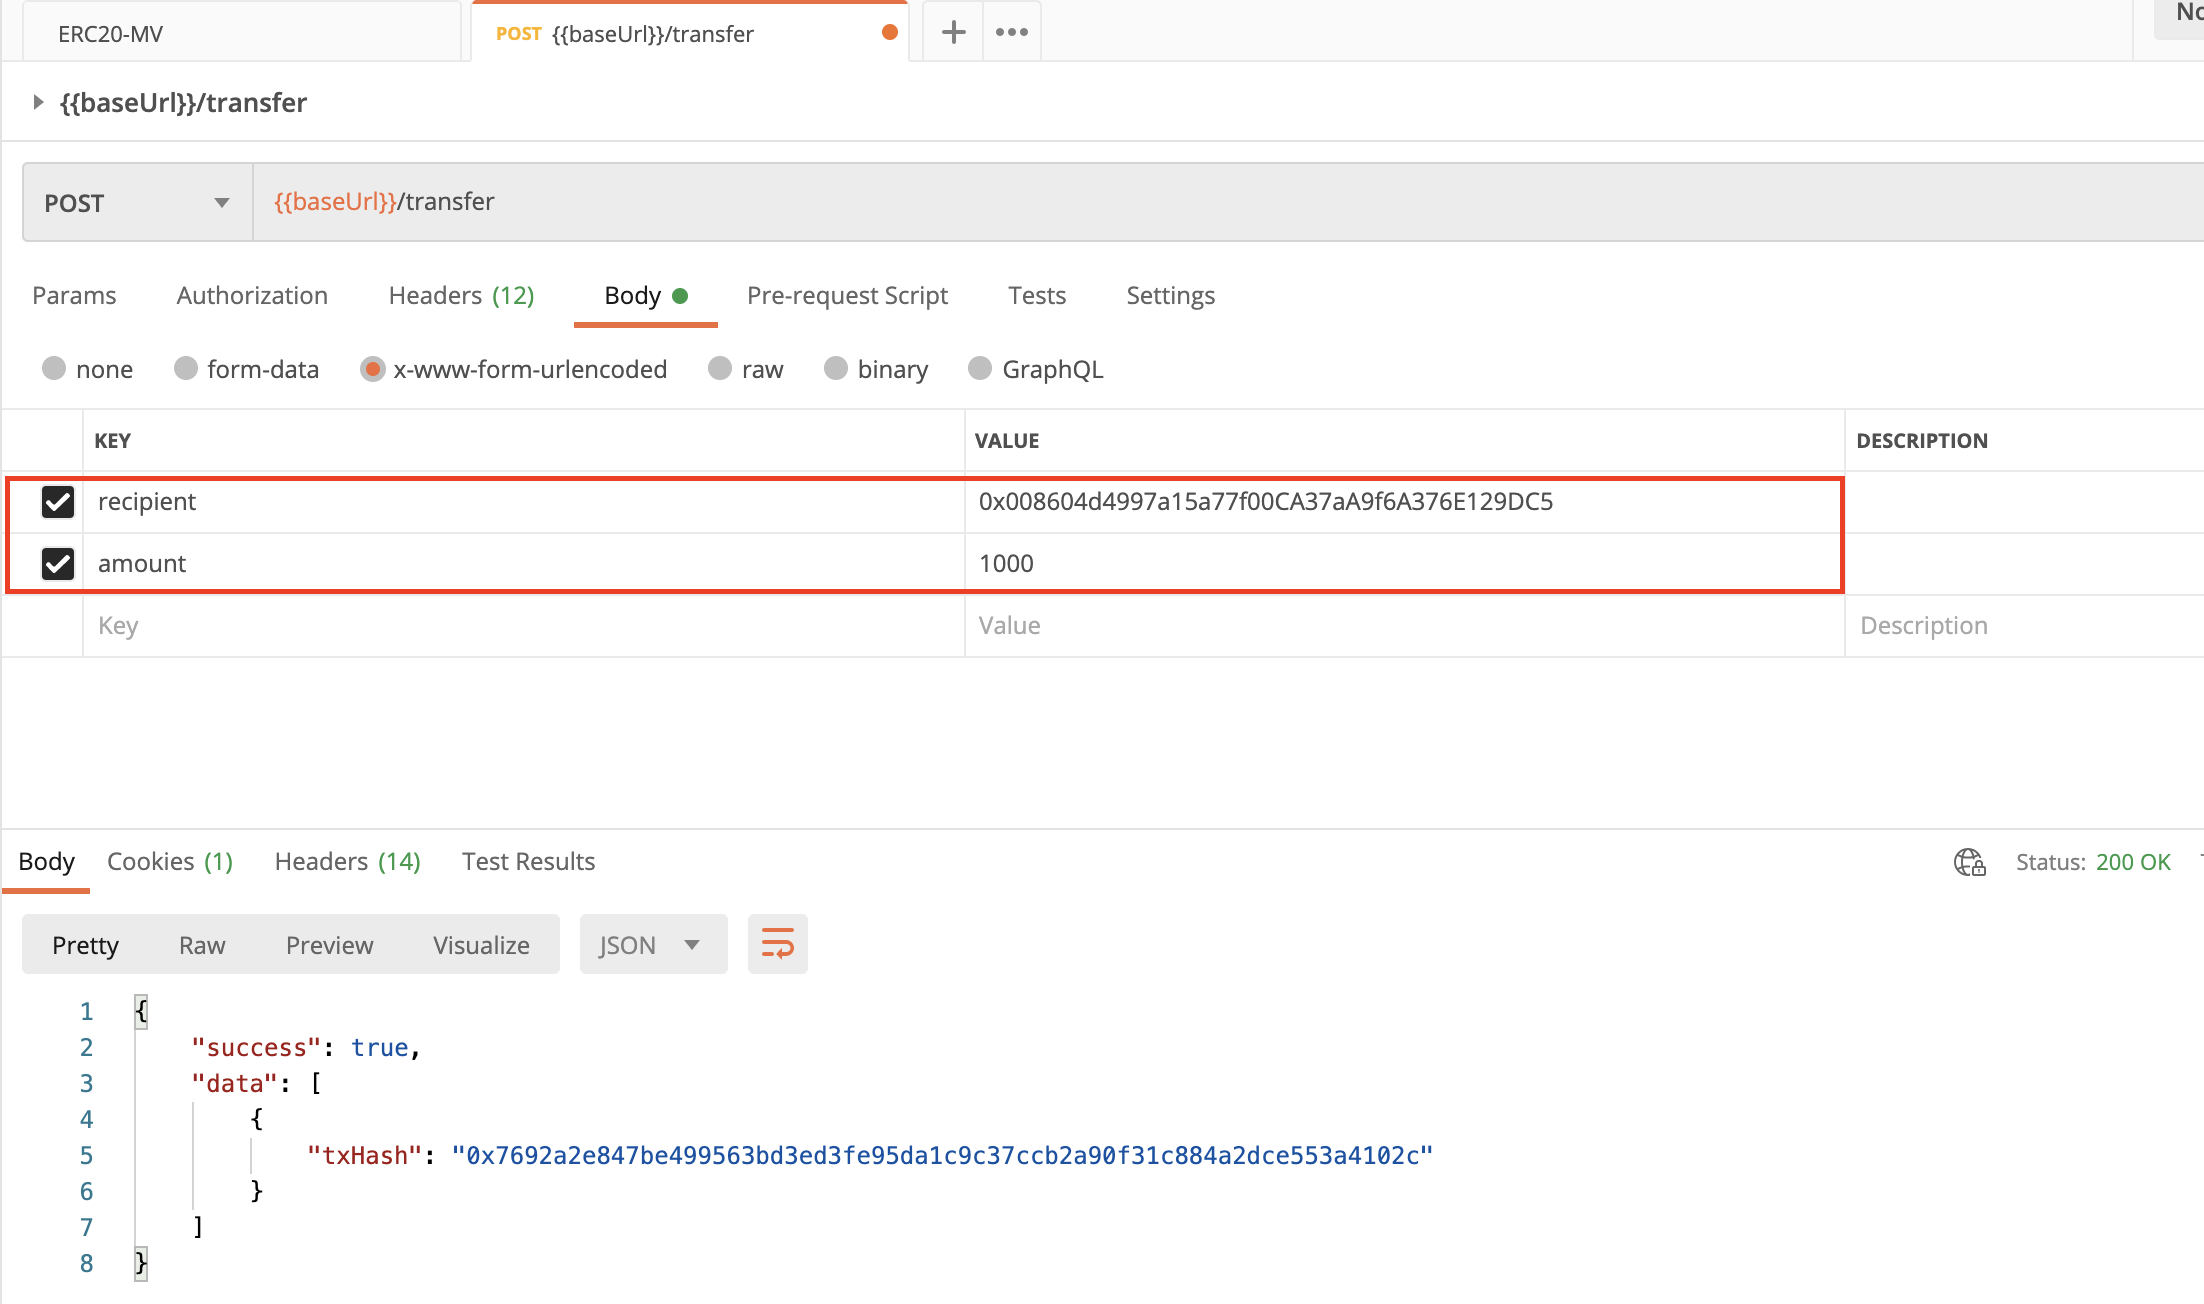 ERC20-MV
POST {{baseUrl}}/transfer
{{baseUrl}}/transfer
POST {{baseUrl}}/transfer
Params Authorization Headers (12) Body Pre-request Script Tests Settings
none form-data x-www-form-urlencoded raw binary GraphQL
KEY VALUE DESCRIPTION
recipient 0x008604d4997a15a77f00CA37aA9f6A376E129DC5
amount 1000
Key Value Description
Body Cookies (1) Headers (14) Test Results Status: 200 OK
Pretty Raw Preview Visualize JSON
1 {
2 "success": true,
3 "data": [
4 {
5 "txHash": "0x7692a2e847be499563bd3ed3fe95da1c9c37ccb2a90f31c884a2dce553a4102c"
6 }
7 ]
8 }